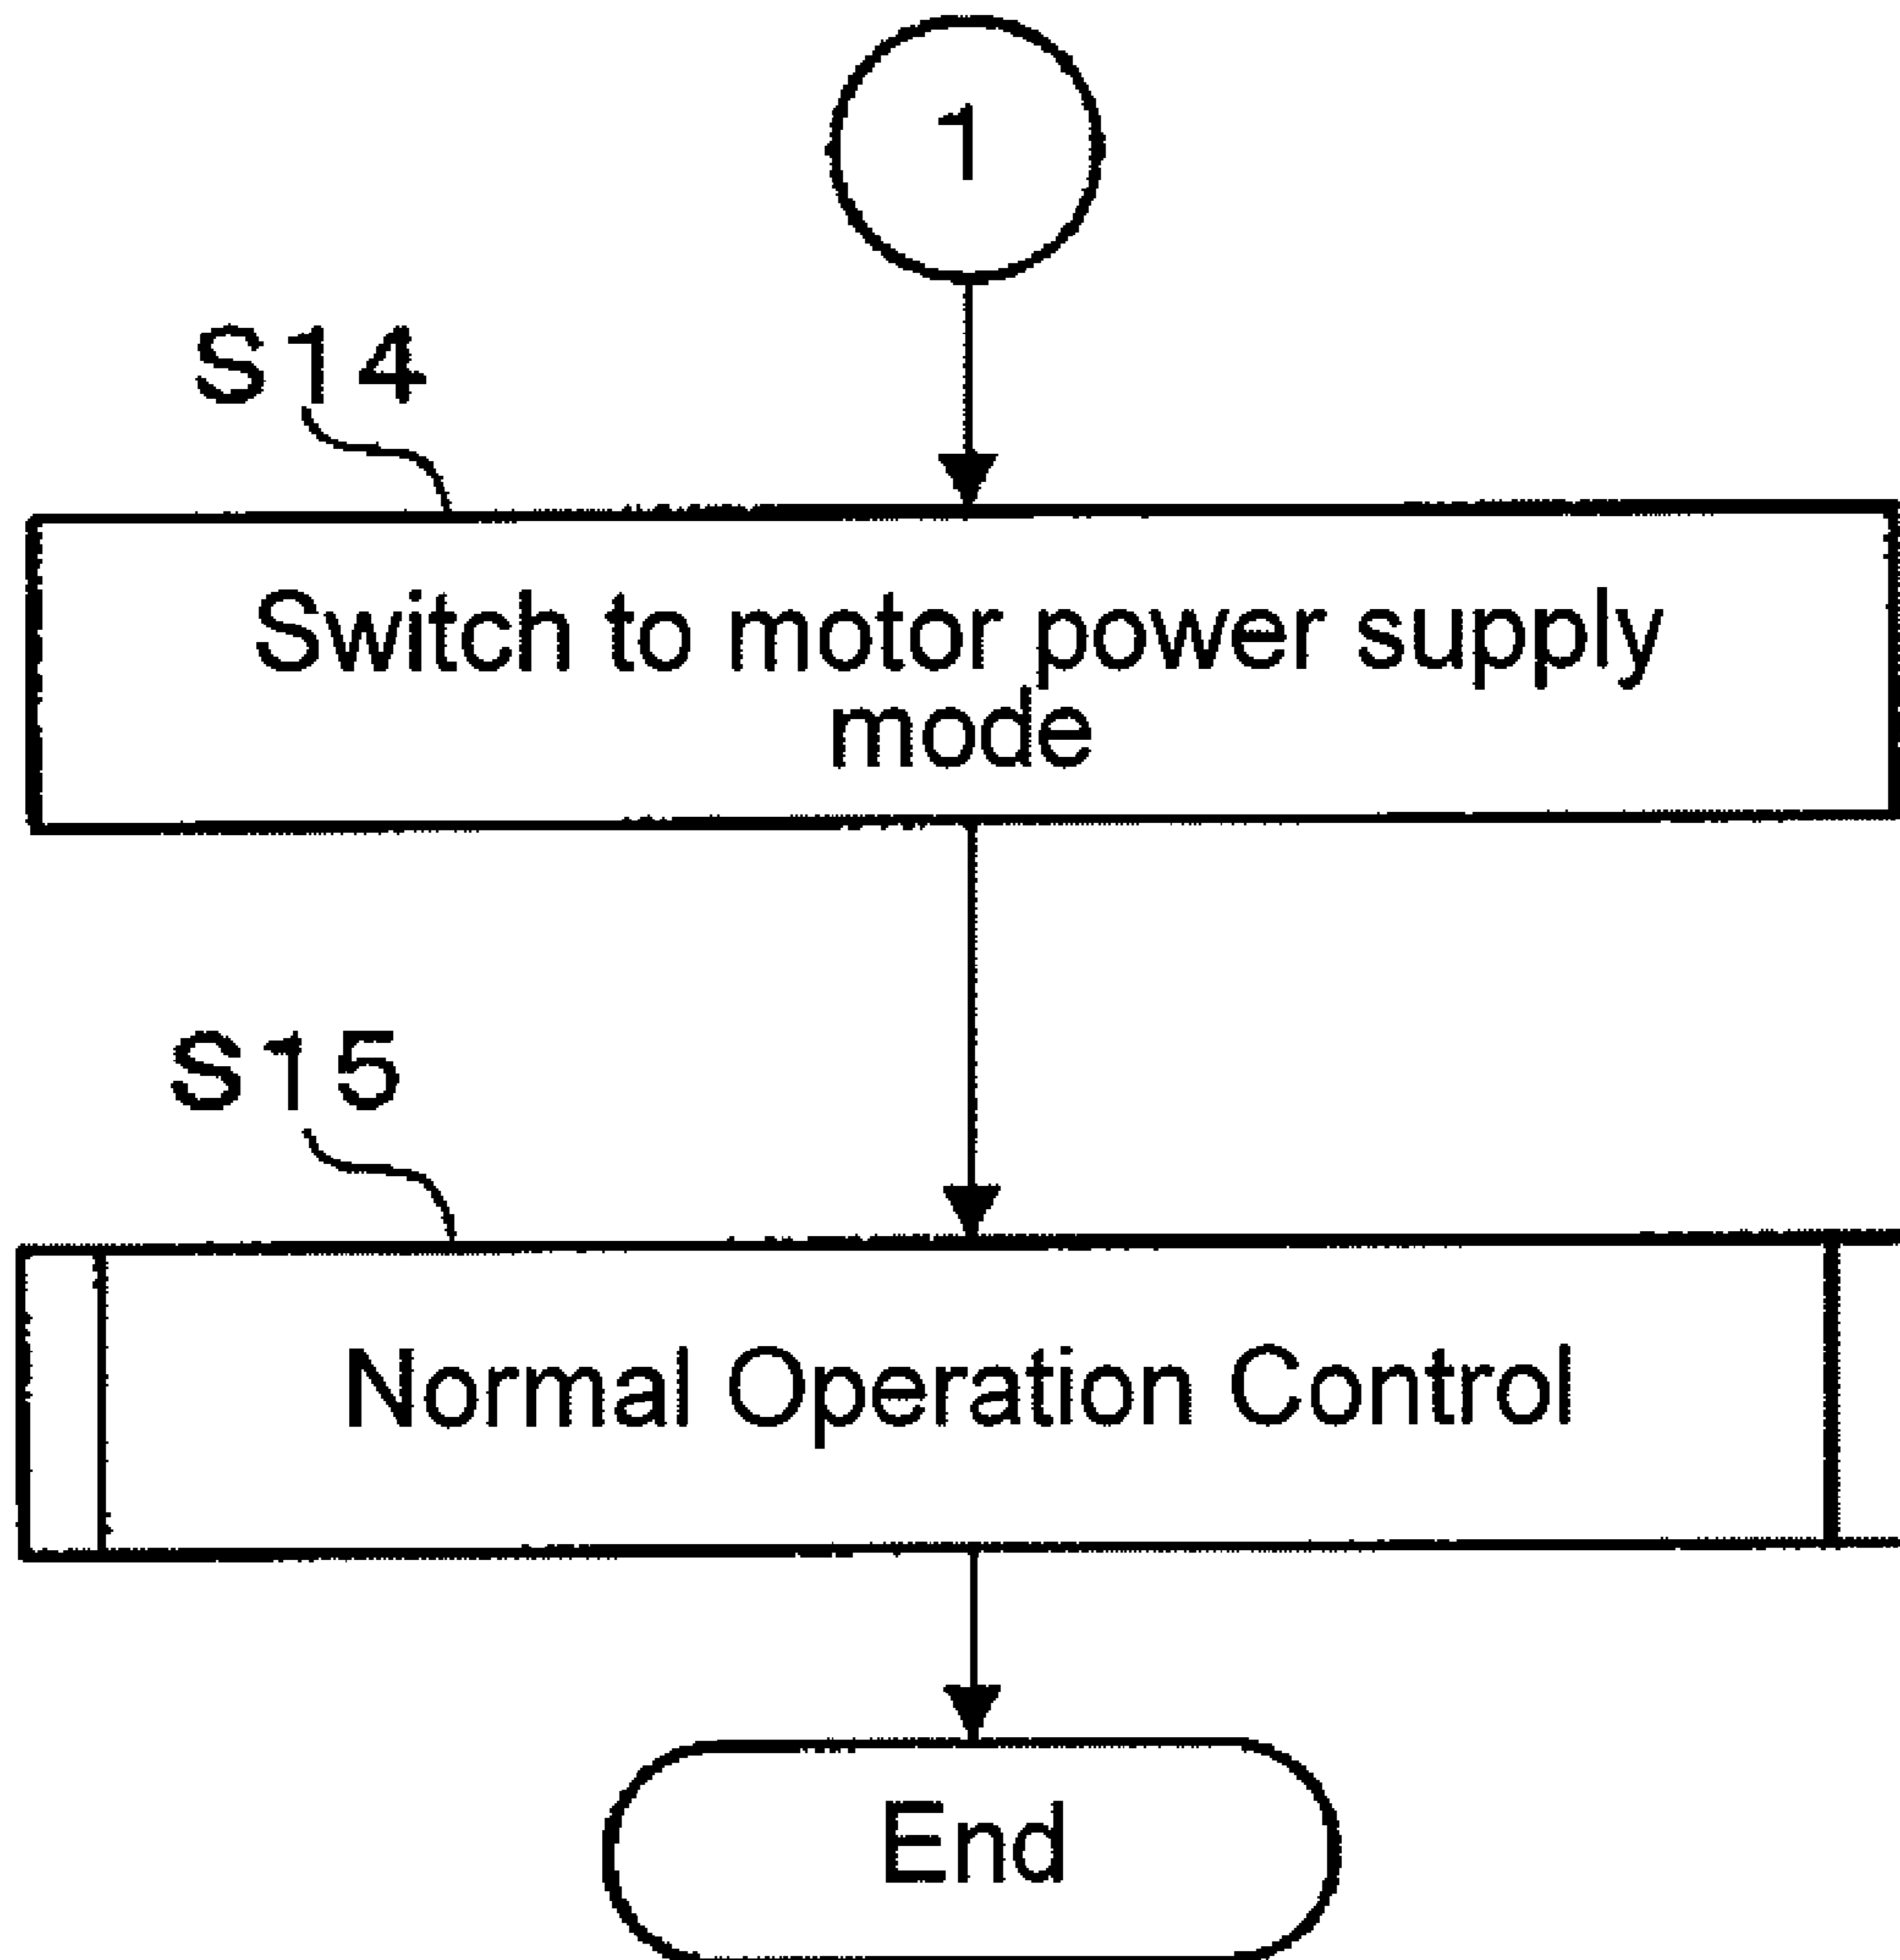 1
S14
Switch to motor power supply
mode
S15
Normal Operation Control
End